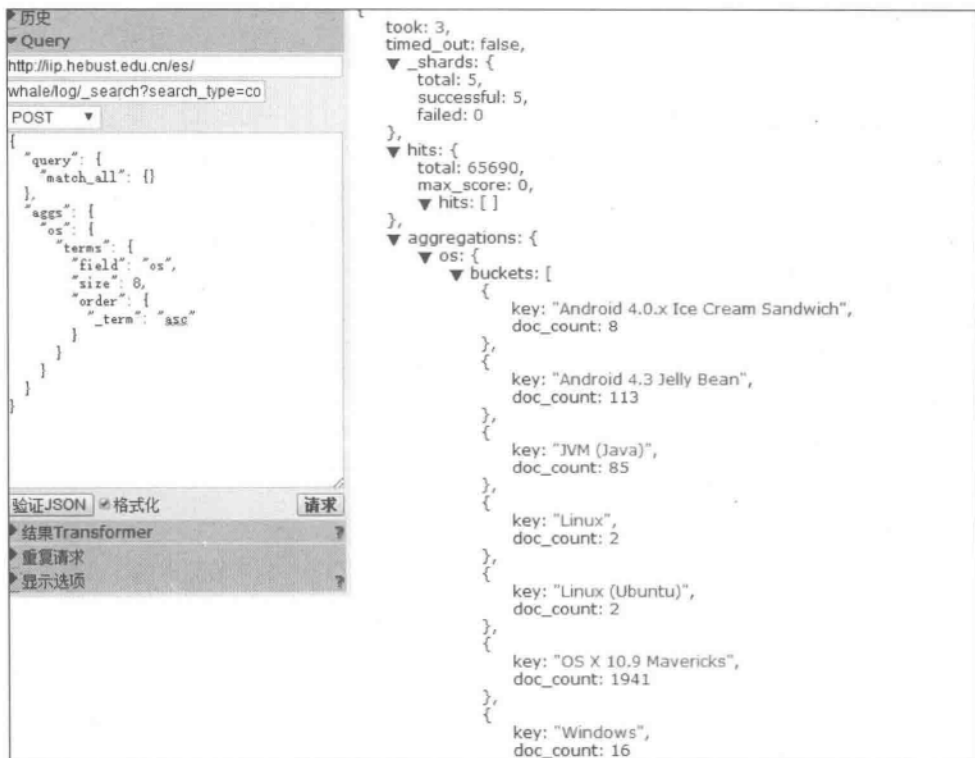 历史
Query
http://iip.hebust.edu.cn/es/
whale/log/_search?search_type=co
POST
{
"query": {
"match_all": {}
},
"aggs": {
"os": {
"terms": {
"field": "os",
"size": 8,
"order": {
"_term": "asc"
}
}
}
}
}
验证JSON 格式化 请求
结果Transformer ?
重复请求
显示选项 ?
{
took: 3,
timed_out: false,
▼ _shards: {
total: 5,
successful: 5,
failed: 0
},
▼ hits: {
total: 65690,
max_score: 0,
▼ hits: [ ]
},
▼ aggregations: {
▼ os: {
▼ buckets: [
{
key: "Android 4.0.x Ice Cream Sandwich",
doc_count: 8
},
{
key: "Android 4.3 Jelly Bean",
doc_count: 113
},
{
key: "JVM (Java)",
doc_count: 85
},
{
key: "Linux",
doc_count: 2
},
{
key: "Linux (Ubuntu)",
doc_count: 2
},
{
key: "OS X 10.9 Mavericks",
doc_count: 1941
},
{
key: "Windows",
doc_count: 16